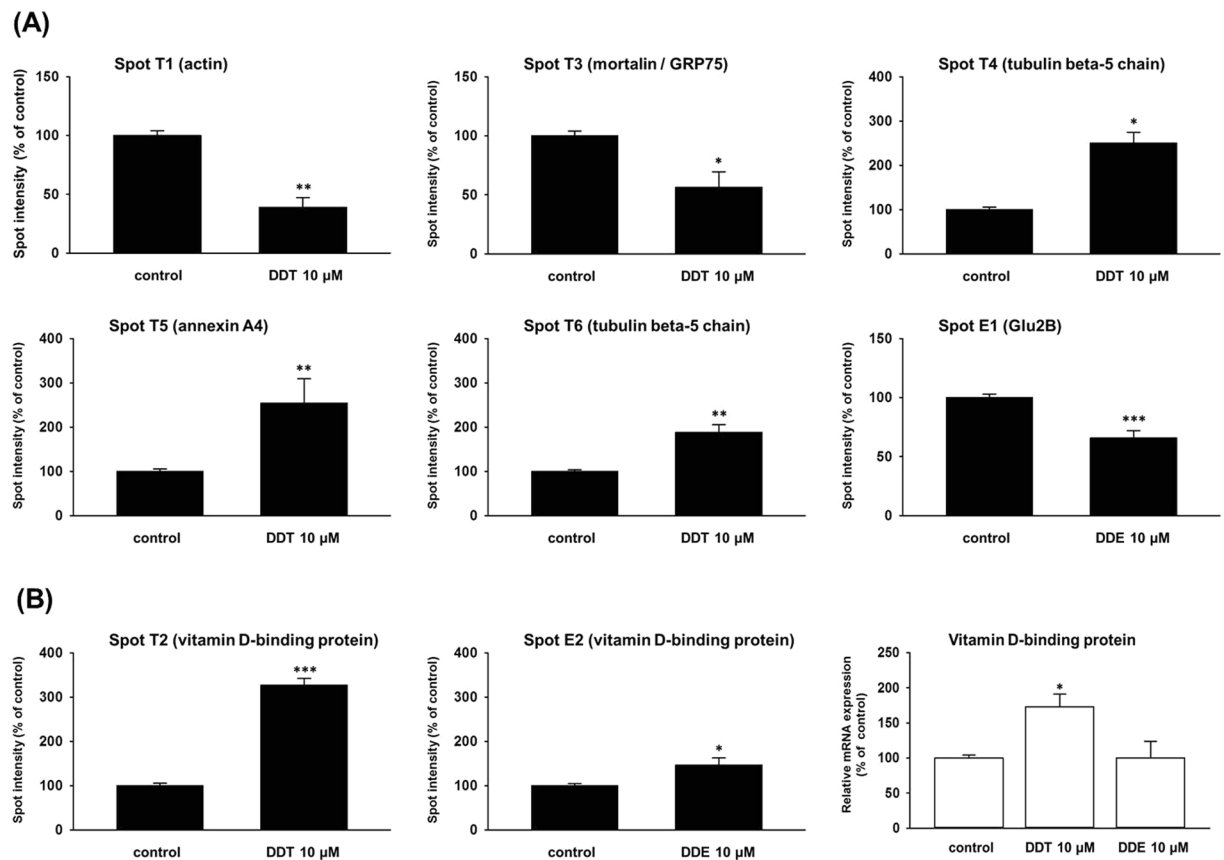 (A)
Spot T1 (actin)
Spot intensity (% of control)
150
100
50
0
**
control
DDT 10 µM
Spot T3 (mortalin / GRP75)
Spot intensity (% of control)
150
100
50
0
*
control
DDT 10 µM
Spot T4 (tubulin beta-5 chain)
Spot intensity (% of control)
400
300
200
100
0
*
control
DDT 10 µM
Spot T5 (annexin A4)
Spot intensity (% of control)
400
300
200
100
0
**
control
DDT 10 µM
Spot T6 (tubulin beta-5 chain)
Spot intensity (% of control)
400
300
200
100
0
**
control
DDT 10 µM
Spot E1 (Glu2B)
Spot intensity (% of control)
150
100
50
0
***
control
DDE 10 µM
(B)
Spot T2 (vitamin D-binding protein)
Spot intensity (% of control)
400
300
200
100
0
***
control
DDT 10 µM
Spot E2 (vitamin D-binding protein)
Spot intensity (% of control)
400
300
200
100
0
*
control
DDE 10 µM
Vitamin D-binding protein
Relative mRNA expression
(% of control)
250
200
150
100
50
0
*
control
DDT 10 µM
DDE 10 µM